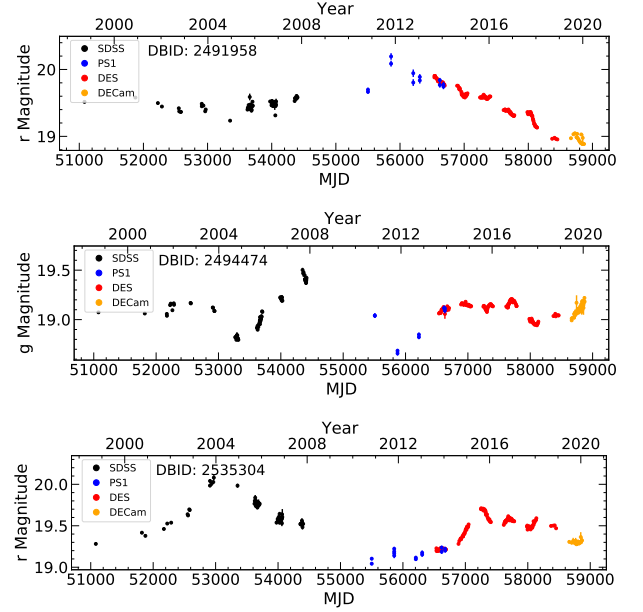 Year
2000 2004 2008 2012 2016 2020
r Magnitude
20
19
SDSS
PS1
DES
DECam
DBID: 2491958
51000 52000 53000 54000 55000 56000 57000 58000 59000
MJD
Year
2000 2004 2008 2012 2016 2020
g Magnitude
19.5
19.0
SDSS
PS1
DES
DECam
DBID: 2494474
51000 52000 53000 54000 55000 56000 57000 58000 59000
MJD
Year
2000 2004 2008 2012 2016 2020
r Magnitude
20.0
19.5
19.0
SDSS
PS1
DES
DECam
DBID: 2535304
51000 52000 53000 54000 55000 56000 57000 58000 59000
MJD